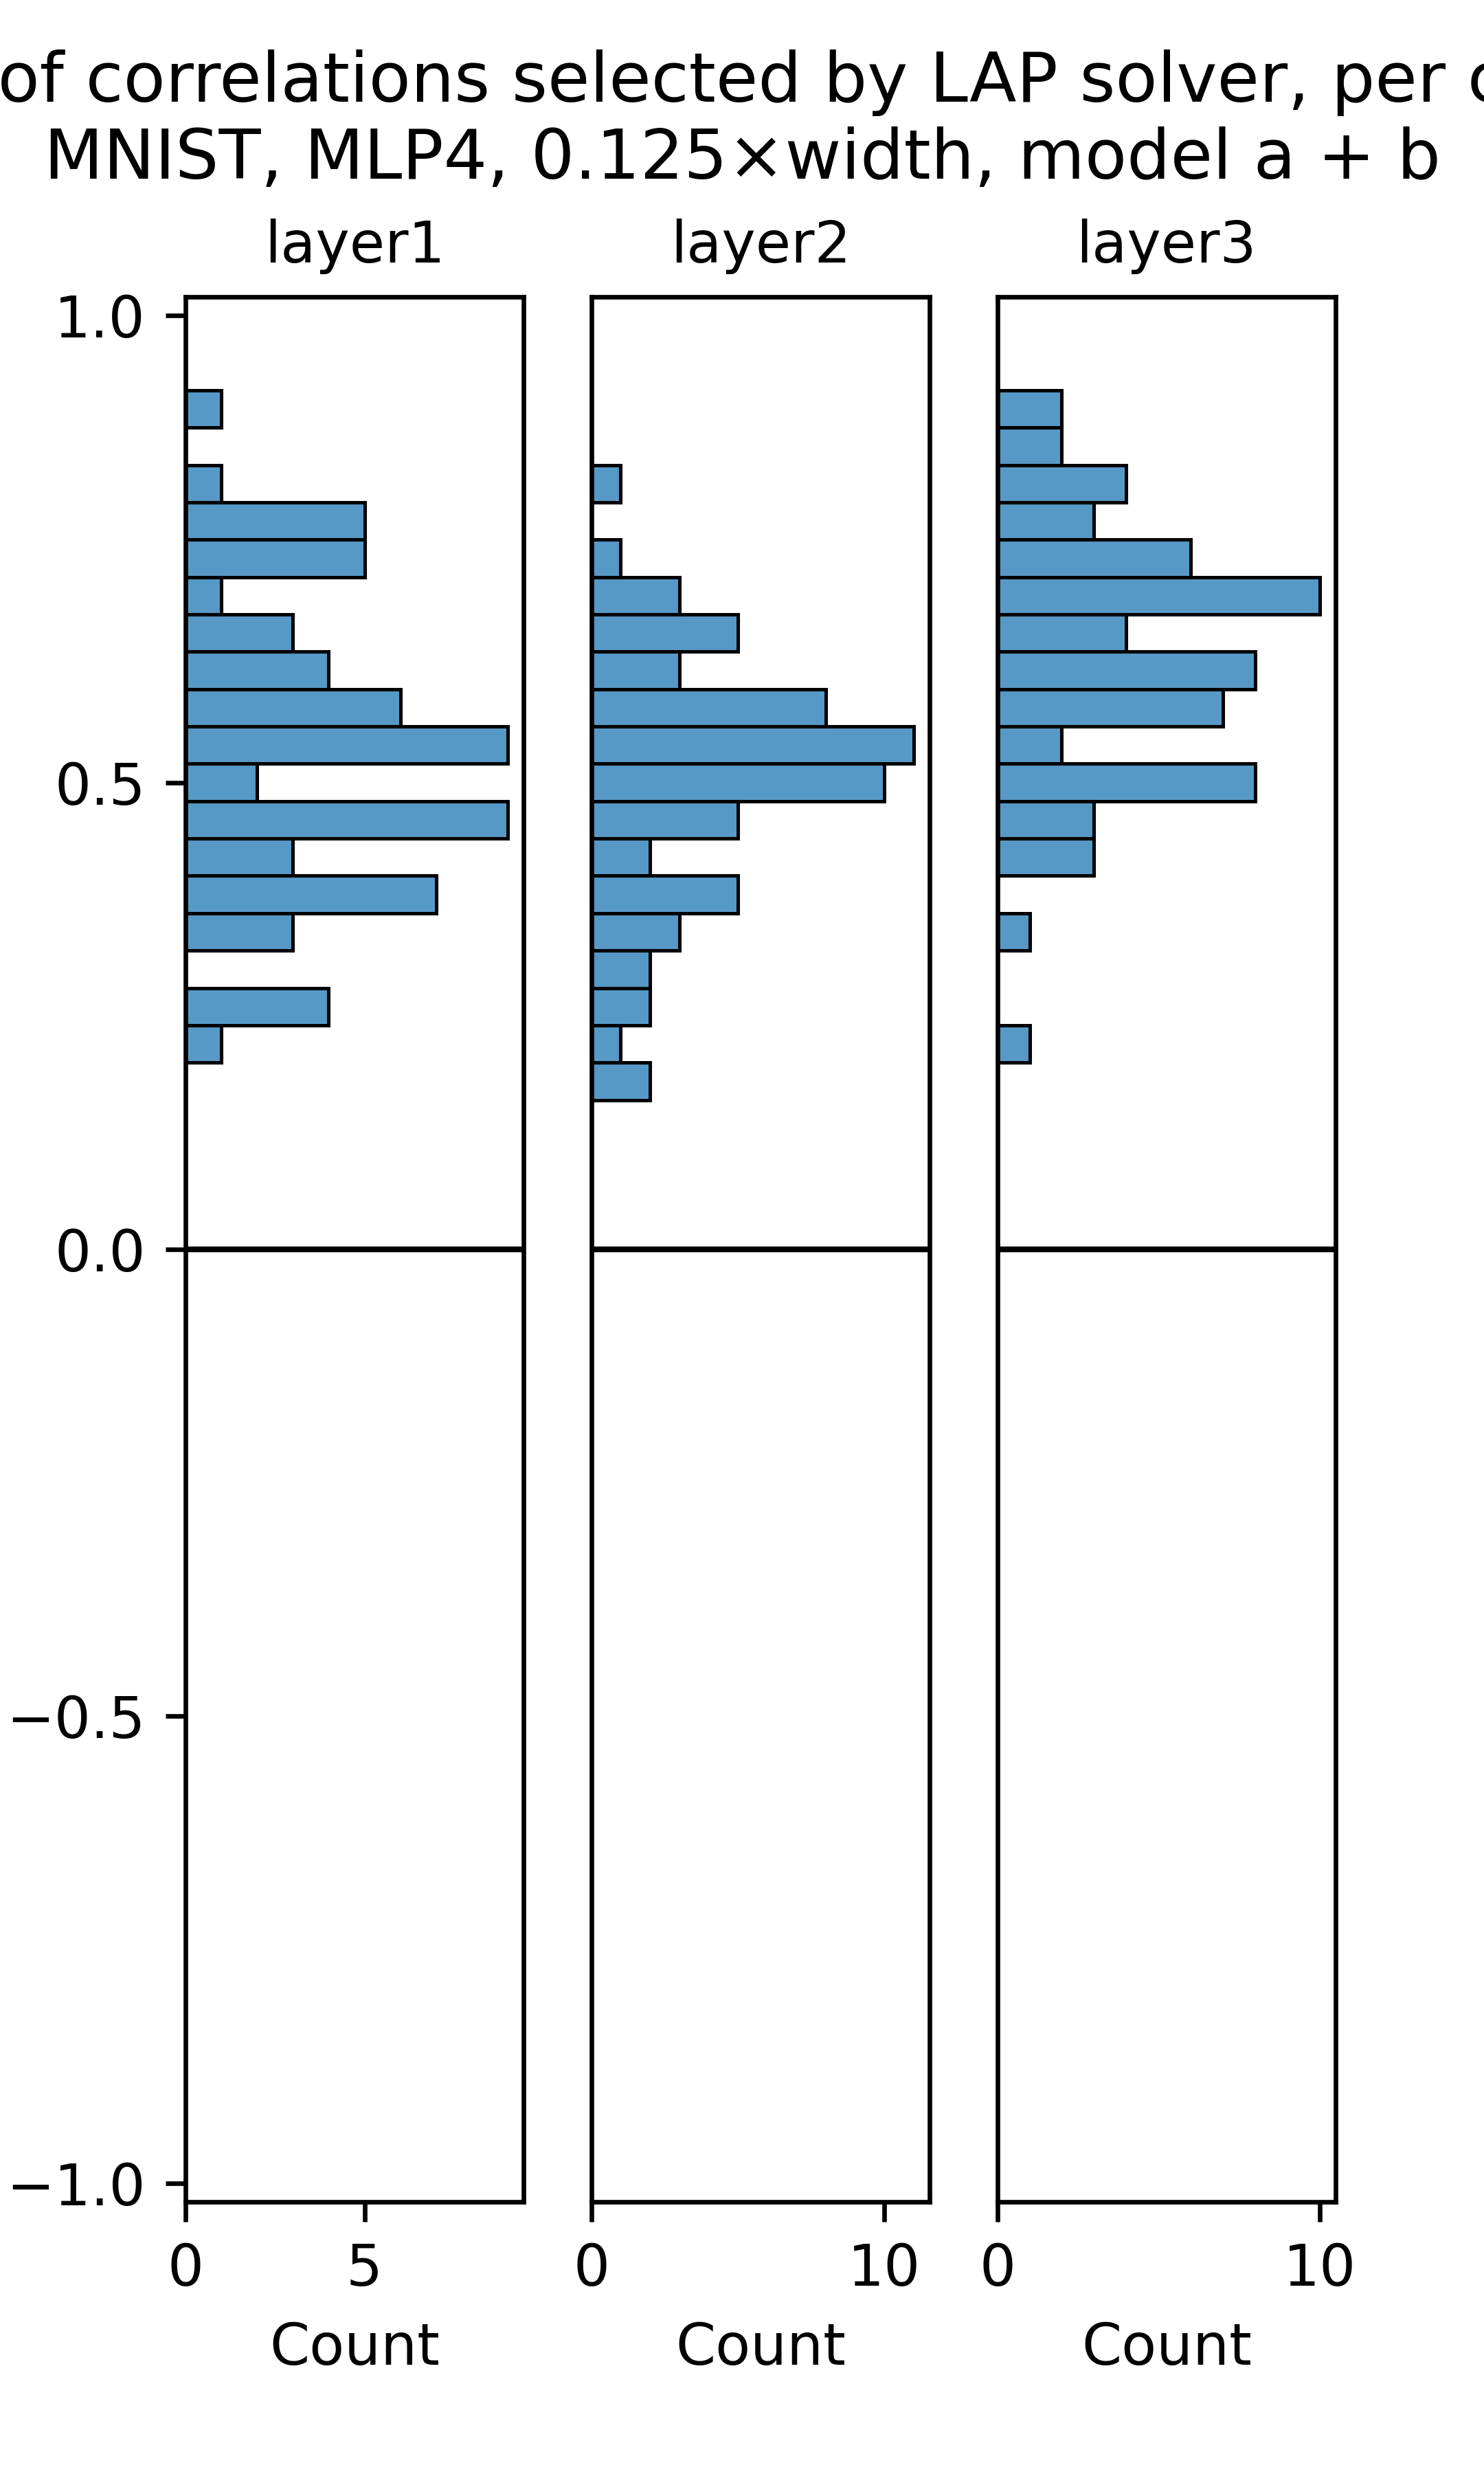 of correlations selected by LAP solver, per
MNIST, MLP4, 0.125×width, model a + b
layer1 layer2 layer3
1.0
0.5
0.0
−0.5
−1.0
0 5 0 10 0 10
Count Count Count